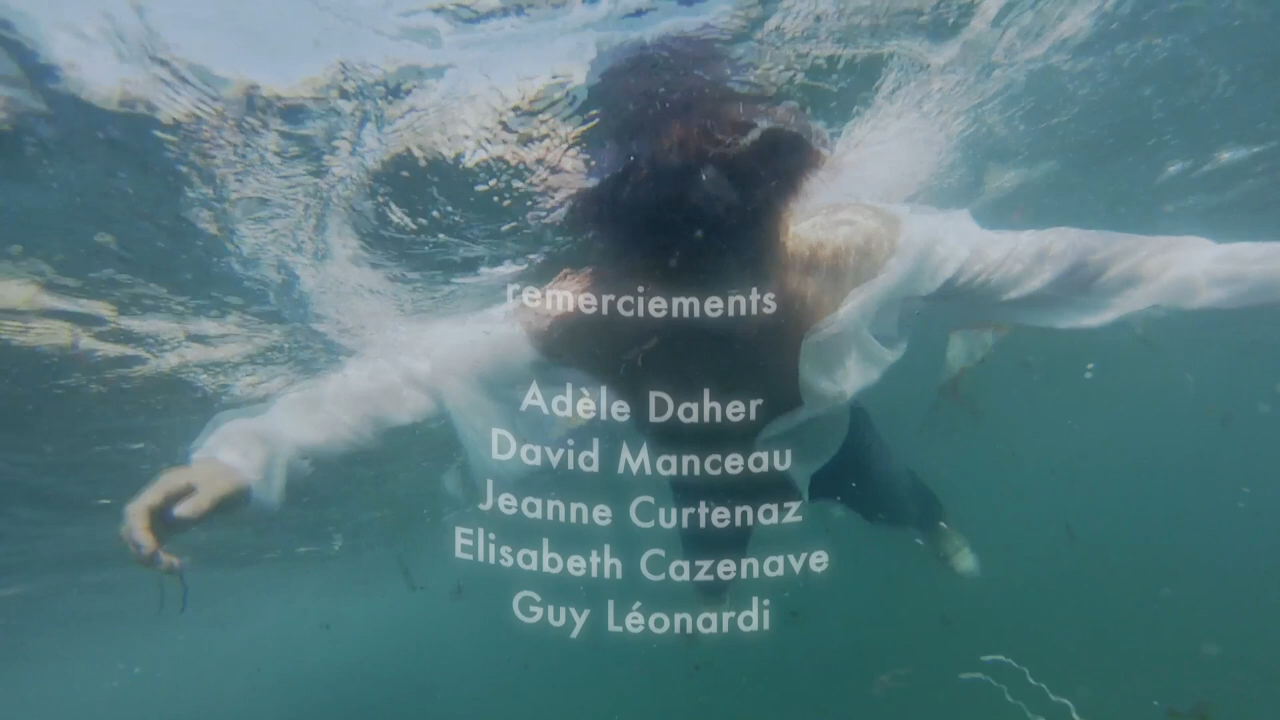 remerciements
Adèle Daher
David Manceau
Jeanne Curtenaz
Elisabeth Cazenave
Guy Léonardi